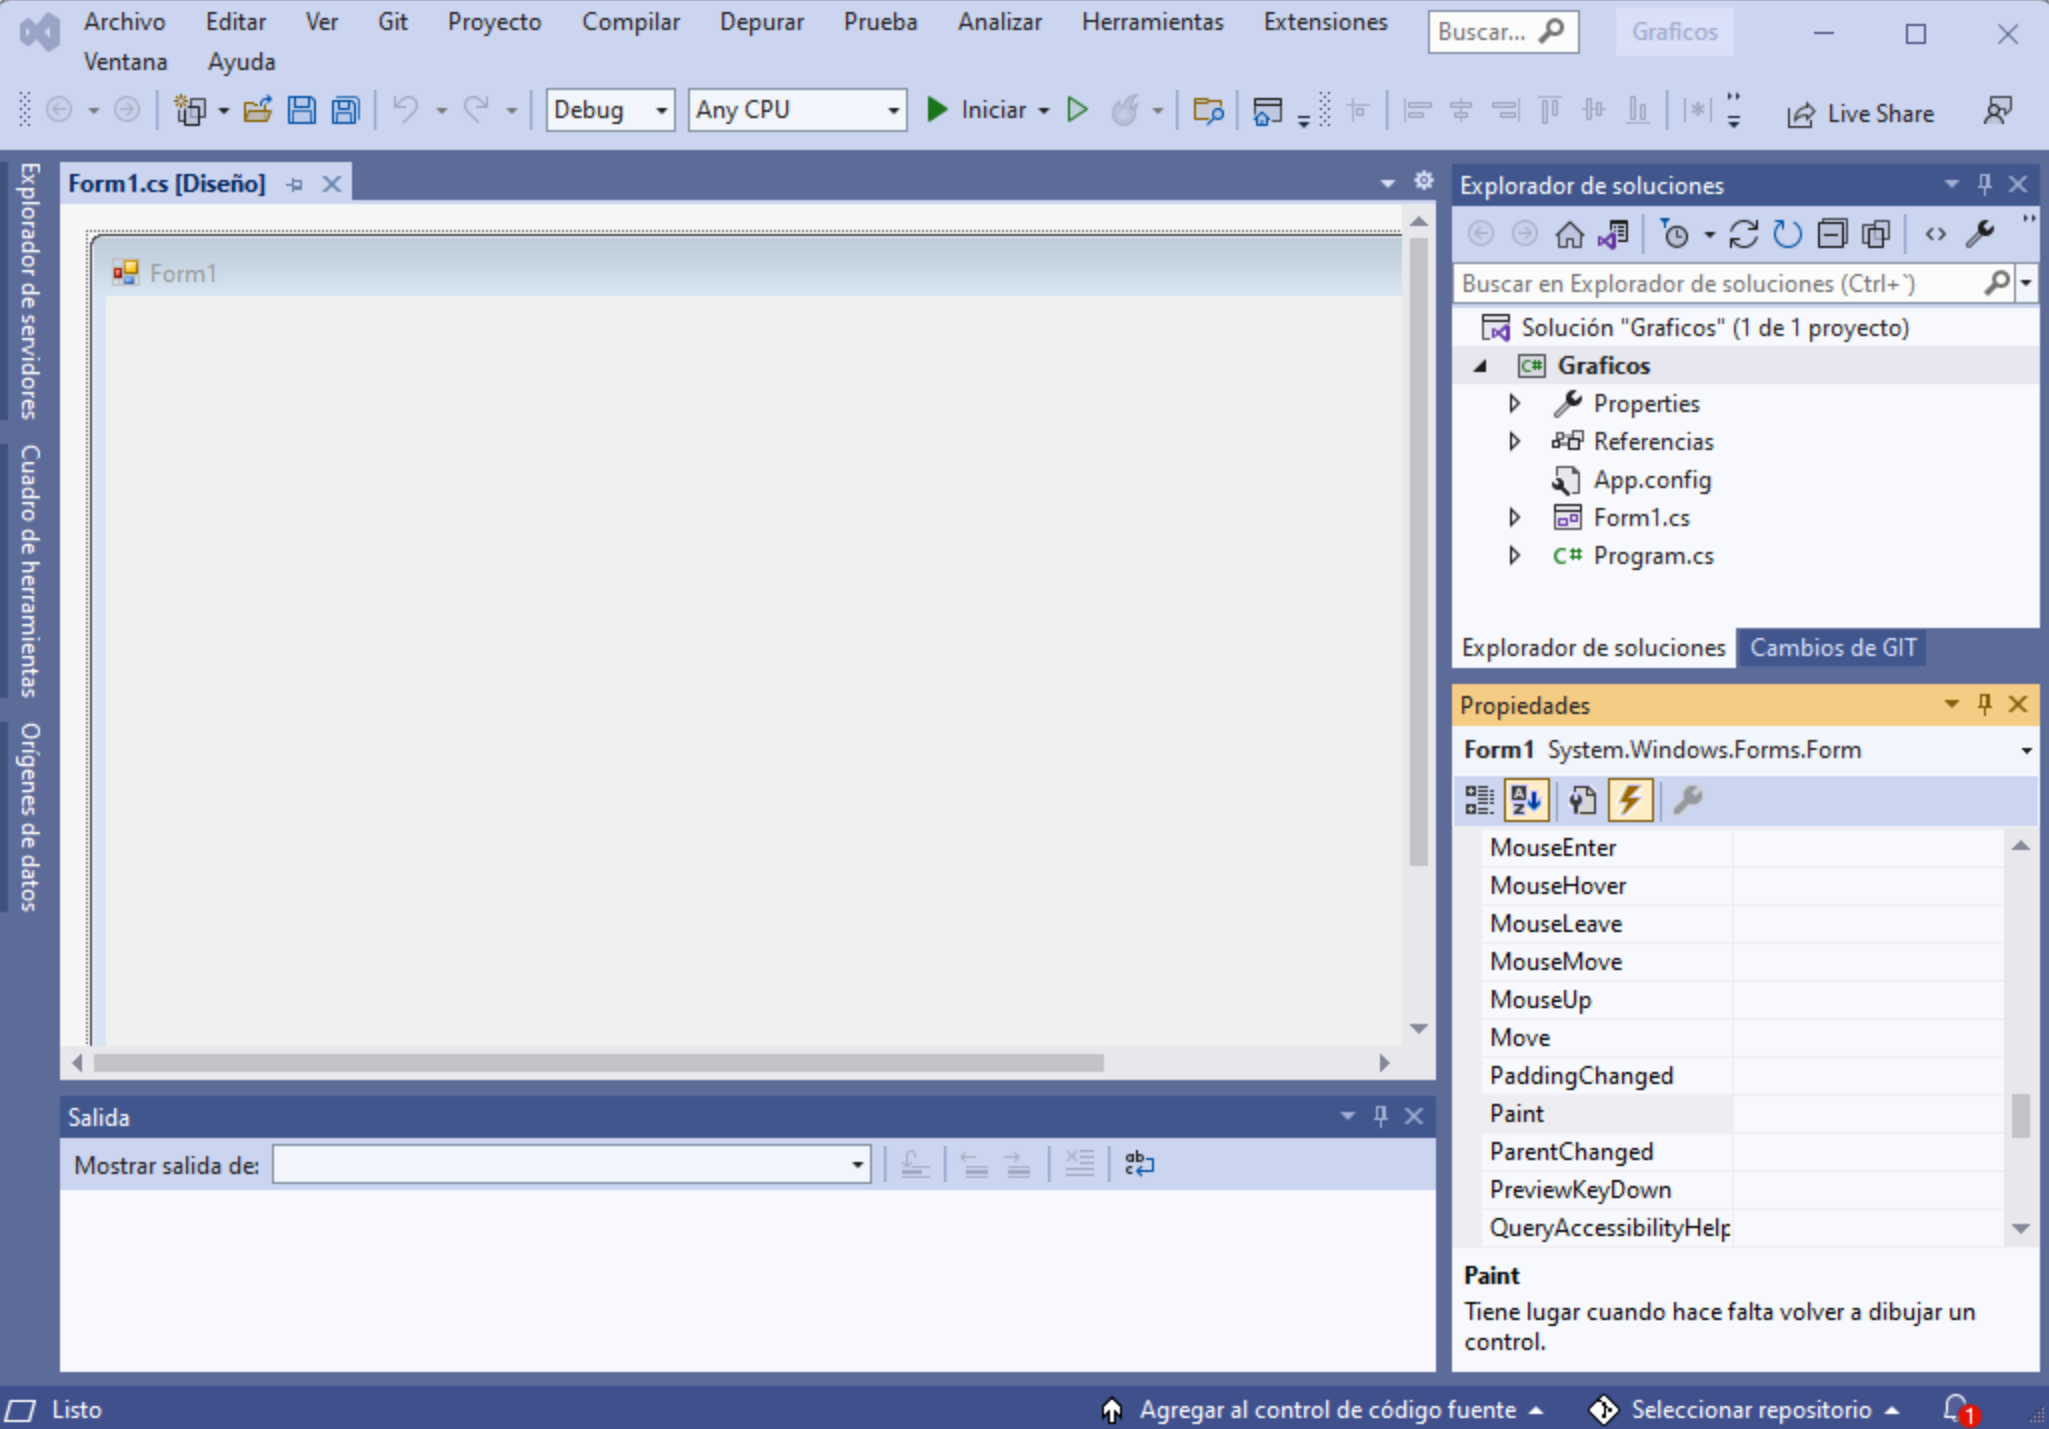 Archivo Editar Ver Git Proyecto Compilar Depurar Prueba Analizar Herramientas Extensiones Buscar... Graficos
Ventana Ayuda
Debug Any CPU Iniciar Live Share
Explorador de servidores
Cuadro de herramientas
Orígenes de datos
Form1.cs [Diseño]
Form1
Salida
Mostrar salida de:
Explorador de soluciones
Buscar en Explorador de soluciones (Ctrl+`)
Solución "Graficos" (1 de 1 proyecto)
C# Graficos
Properties
Referencias
App.config
Form1.cs
C# Program.cs
Explorador de soluciones Cambios de GIT
Propiedades
Form1 System.Windows.Forms.Form
MouseEnter
MouseHover
MouseLeave
MouseMove
MouseUp
Move
PaddingChanged
Paint
ParentChanged
PreviewKeyDown
QueryAccessibilityHelp
Paint
Tiene lugar cuando hace falta volver a dibujar un
control.
Listo Agregar al control de código fuente Seleccionar repositorio 1